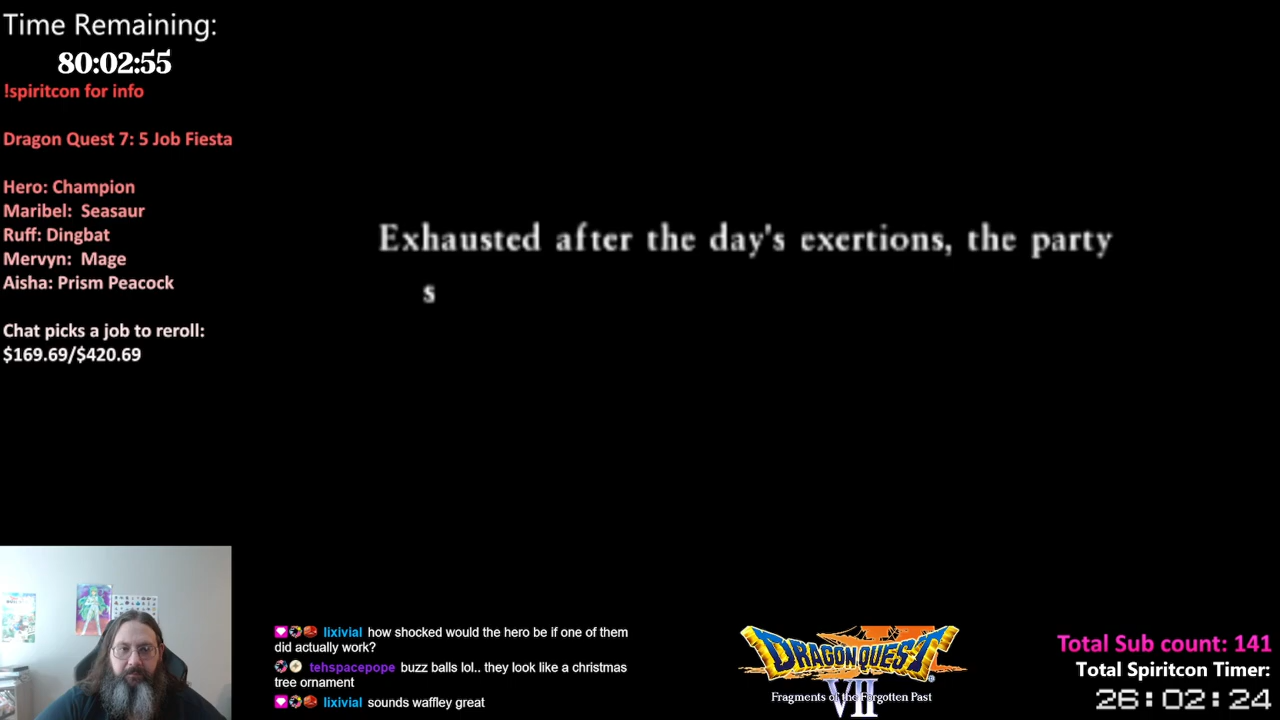 Time Remaining:
80:02:55
!spiritcon for info
Dragon Quest 7: 5 Job Fiesta
Hero: Champion
Maribel: Seasaur
Ruff: Dingbat
Mervyn: Mage
Aisha: Prism Peacock
Chat picks a job to reroll:
$169.69/$420.69
Exhausted after the day's exertions, the party
s
lixivial how shocked would the hero be if one of them
did actually work?
tehspacepope buzz balls lol.. they look like a christmas
tree ornament
lixivial sounds waffley great
DRAGON QUEST
VII
Fragments of the Forgotten Past
Total Sub count: 141
Total Spiritcon Timer:
26:02:24